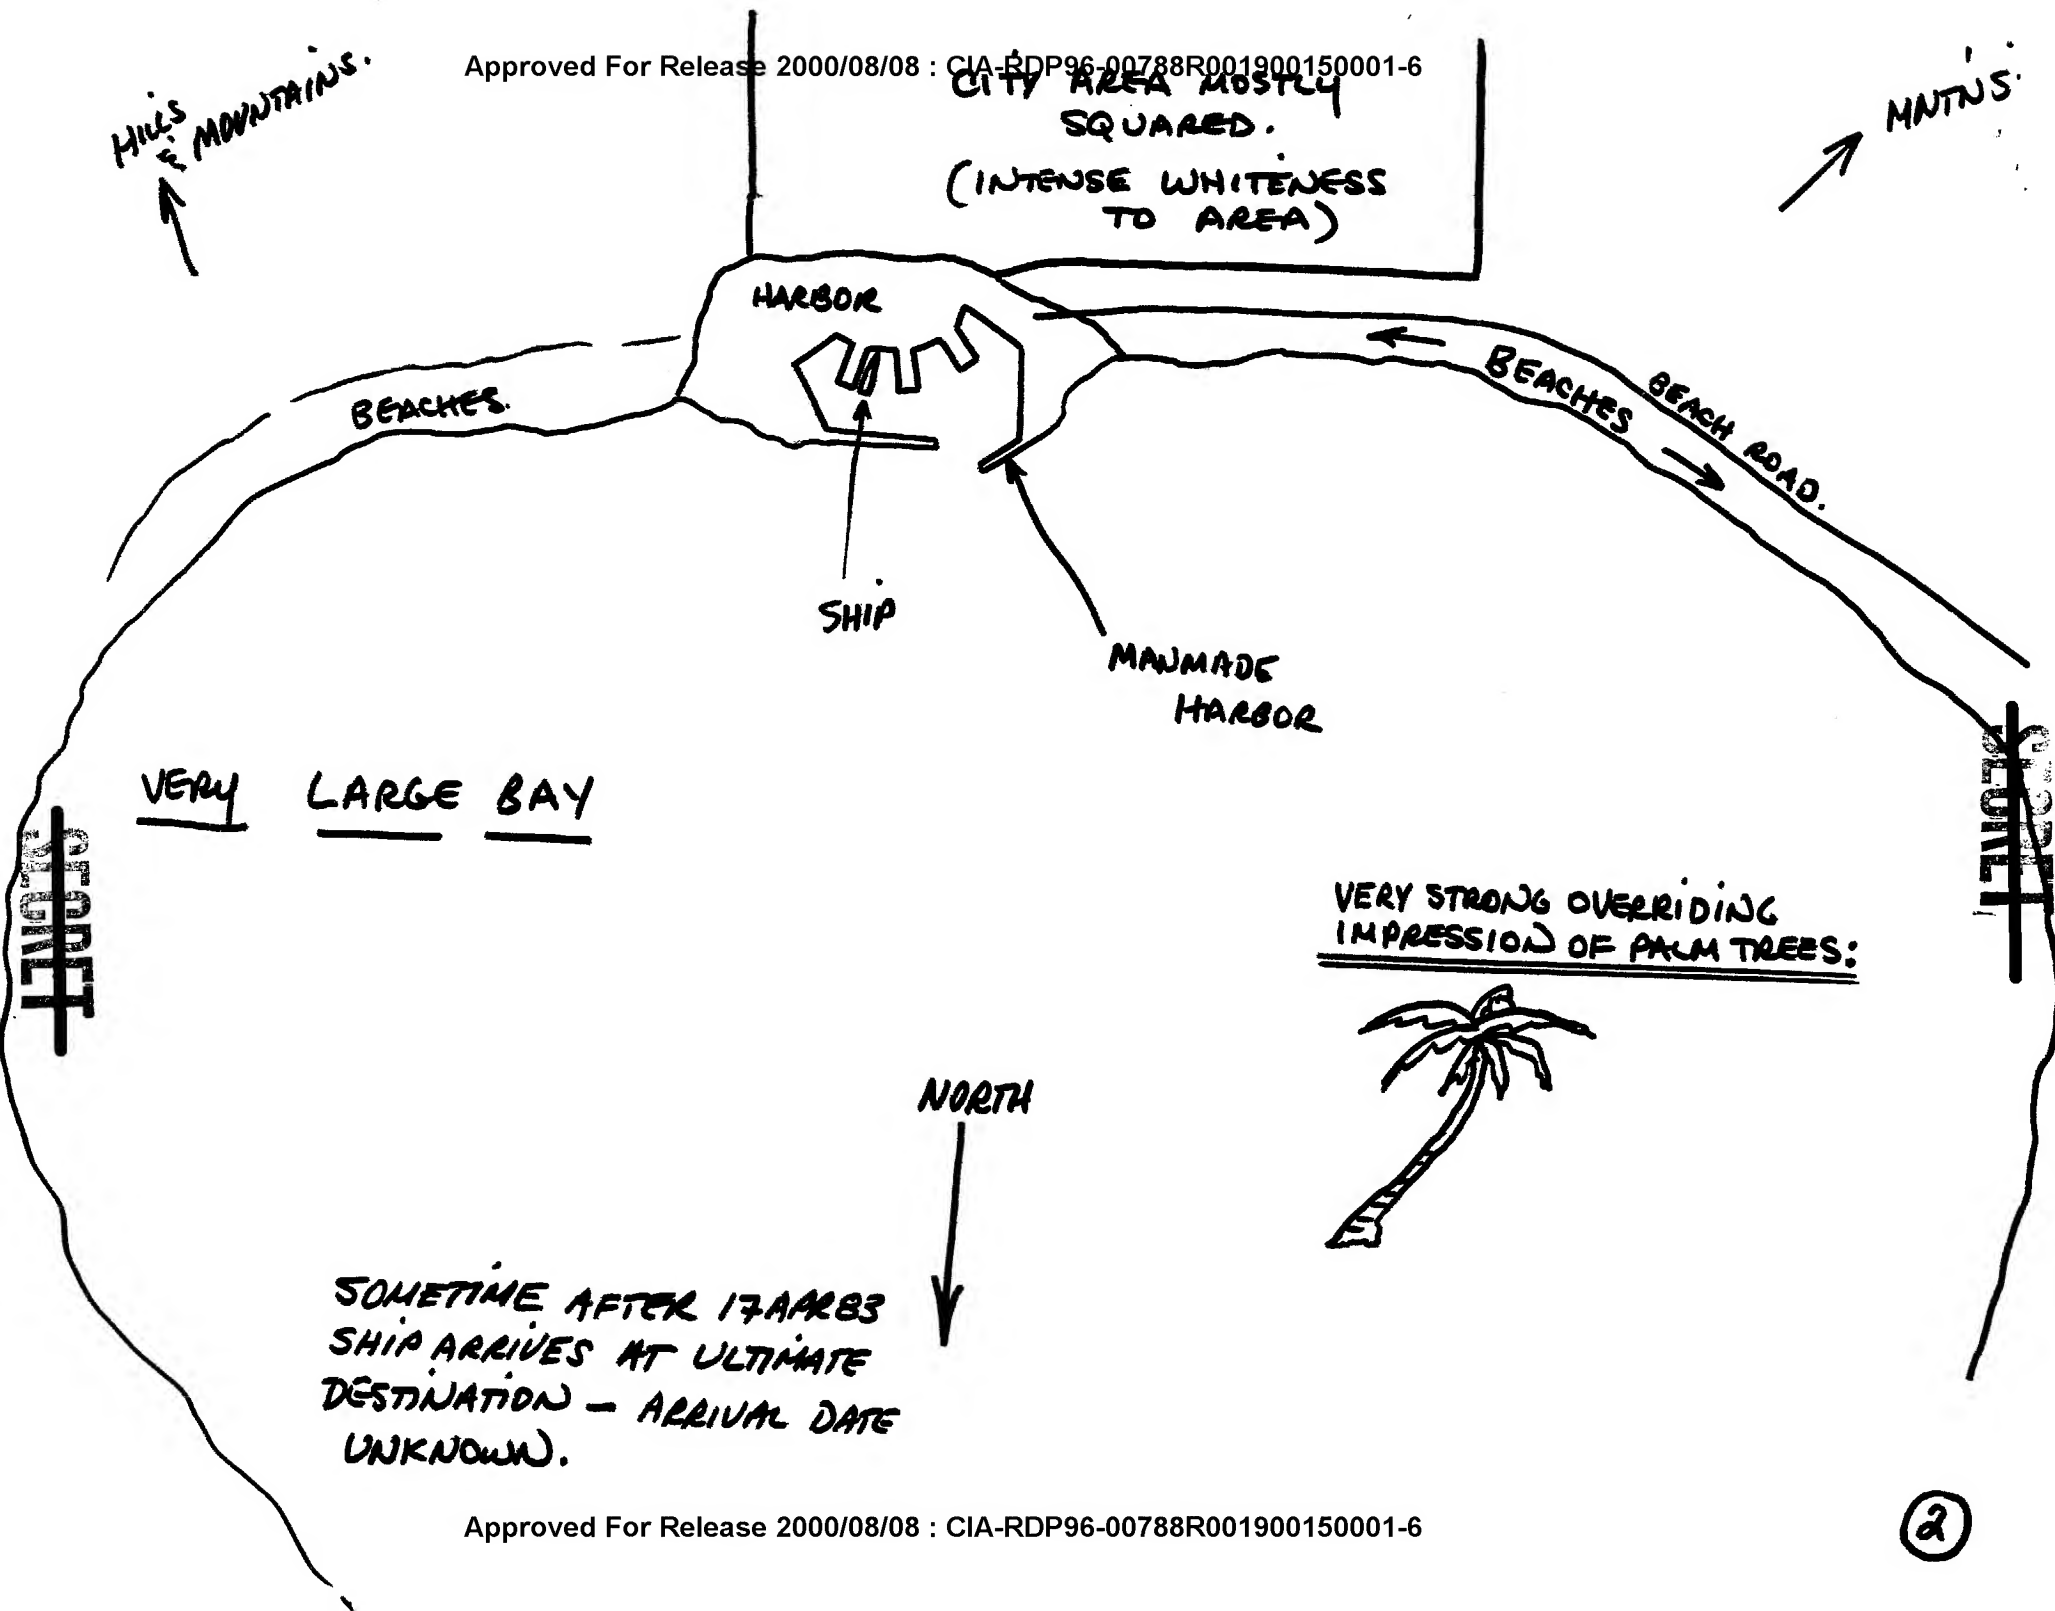 Approved For Release 2000/08/08 : CIA-RDP96-00788R001900150001-6
HILLS
& MOUNTAINS.
CITY AREA MOSTLY
SQUARED.
(INTENSE WHITENESS
TO AREA)
MNTN'S.
HARBOR
BEACHES.
BEACHES
BEACH ROAD.
SHIP
MANMADE
HARBOR
VERY LARGE BAY
SECRET
SECRET
VERY STRONG OVERRIDING
IMPRESSION OF PALM TREES:
NORTH
SOMETIME AFTER 17APR83
SHIP ARRIVES AT ULTIMATE
DESTINATION - ARRIVAL DATE
UNKNOWN.
Approved For Release 2000/08/08 : CIA-RDP96-00788R001900150001-6
2